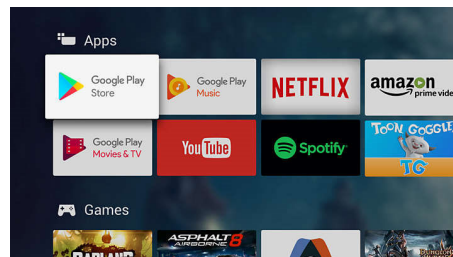 Apps
Google Play
Store
Google Play
Music
NETFLIX
amazon
prime vide
Google Play
Movies & TV
YouTube
Spotify
TOON GOGGLE
TG
Games
BADLAND
ASPHALT 8
AIRBORNE